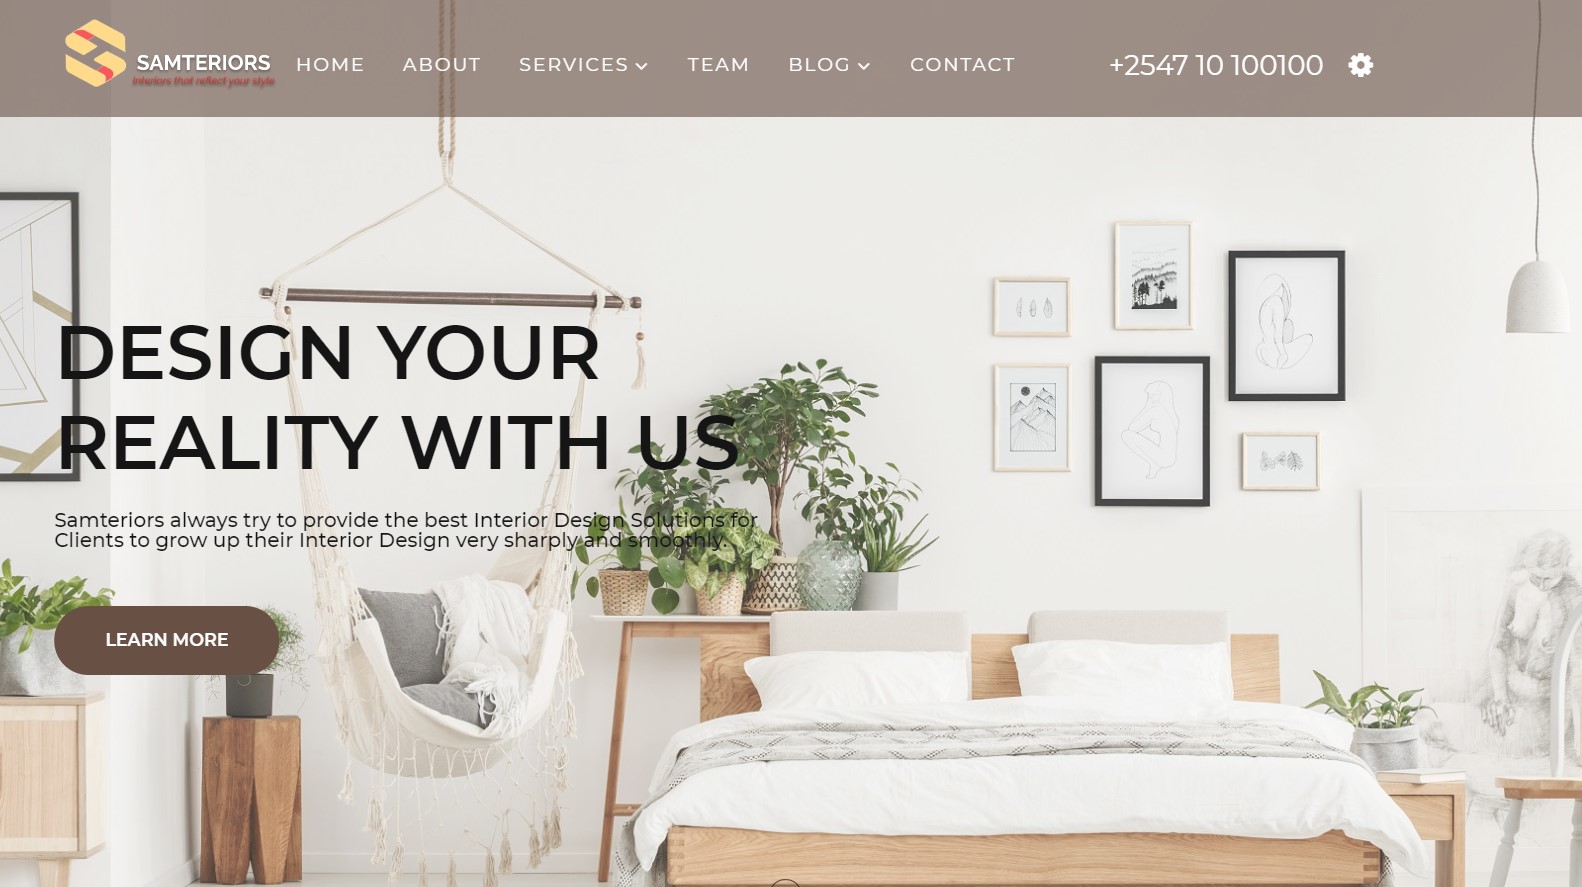 SAMTERIORS
Interiors that reflect your style
HOME ABOUT SERVICES TEAM BLOG CONTACT +2547 10 100100
DESIGN YOUR
REALITY WITH US
Samteriors always try to provide the best Interior Design Solutions for
Clients to grow up their Interior Design very sharply and smoothly.
LEARN MORE